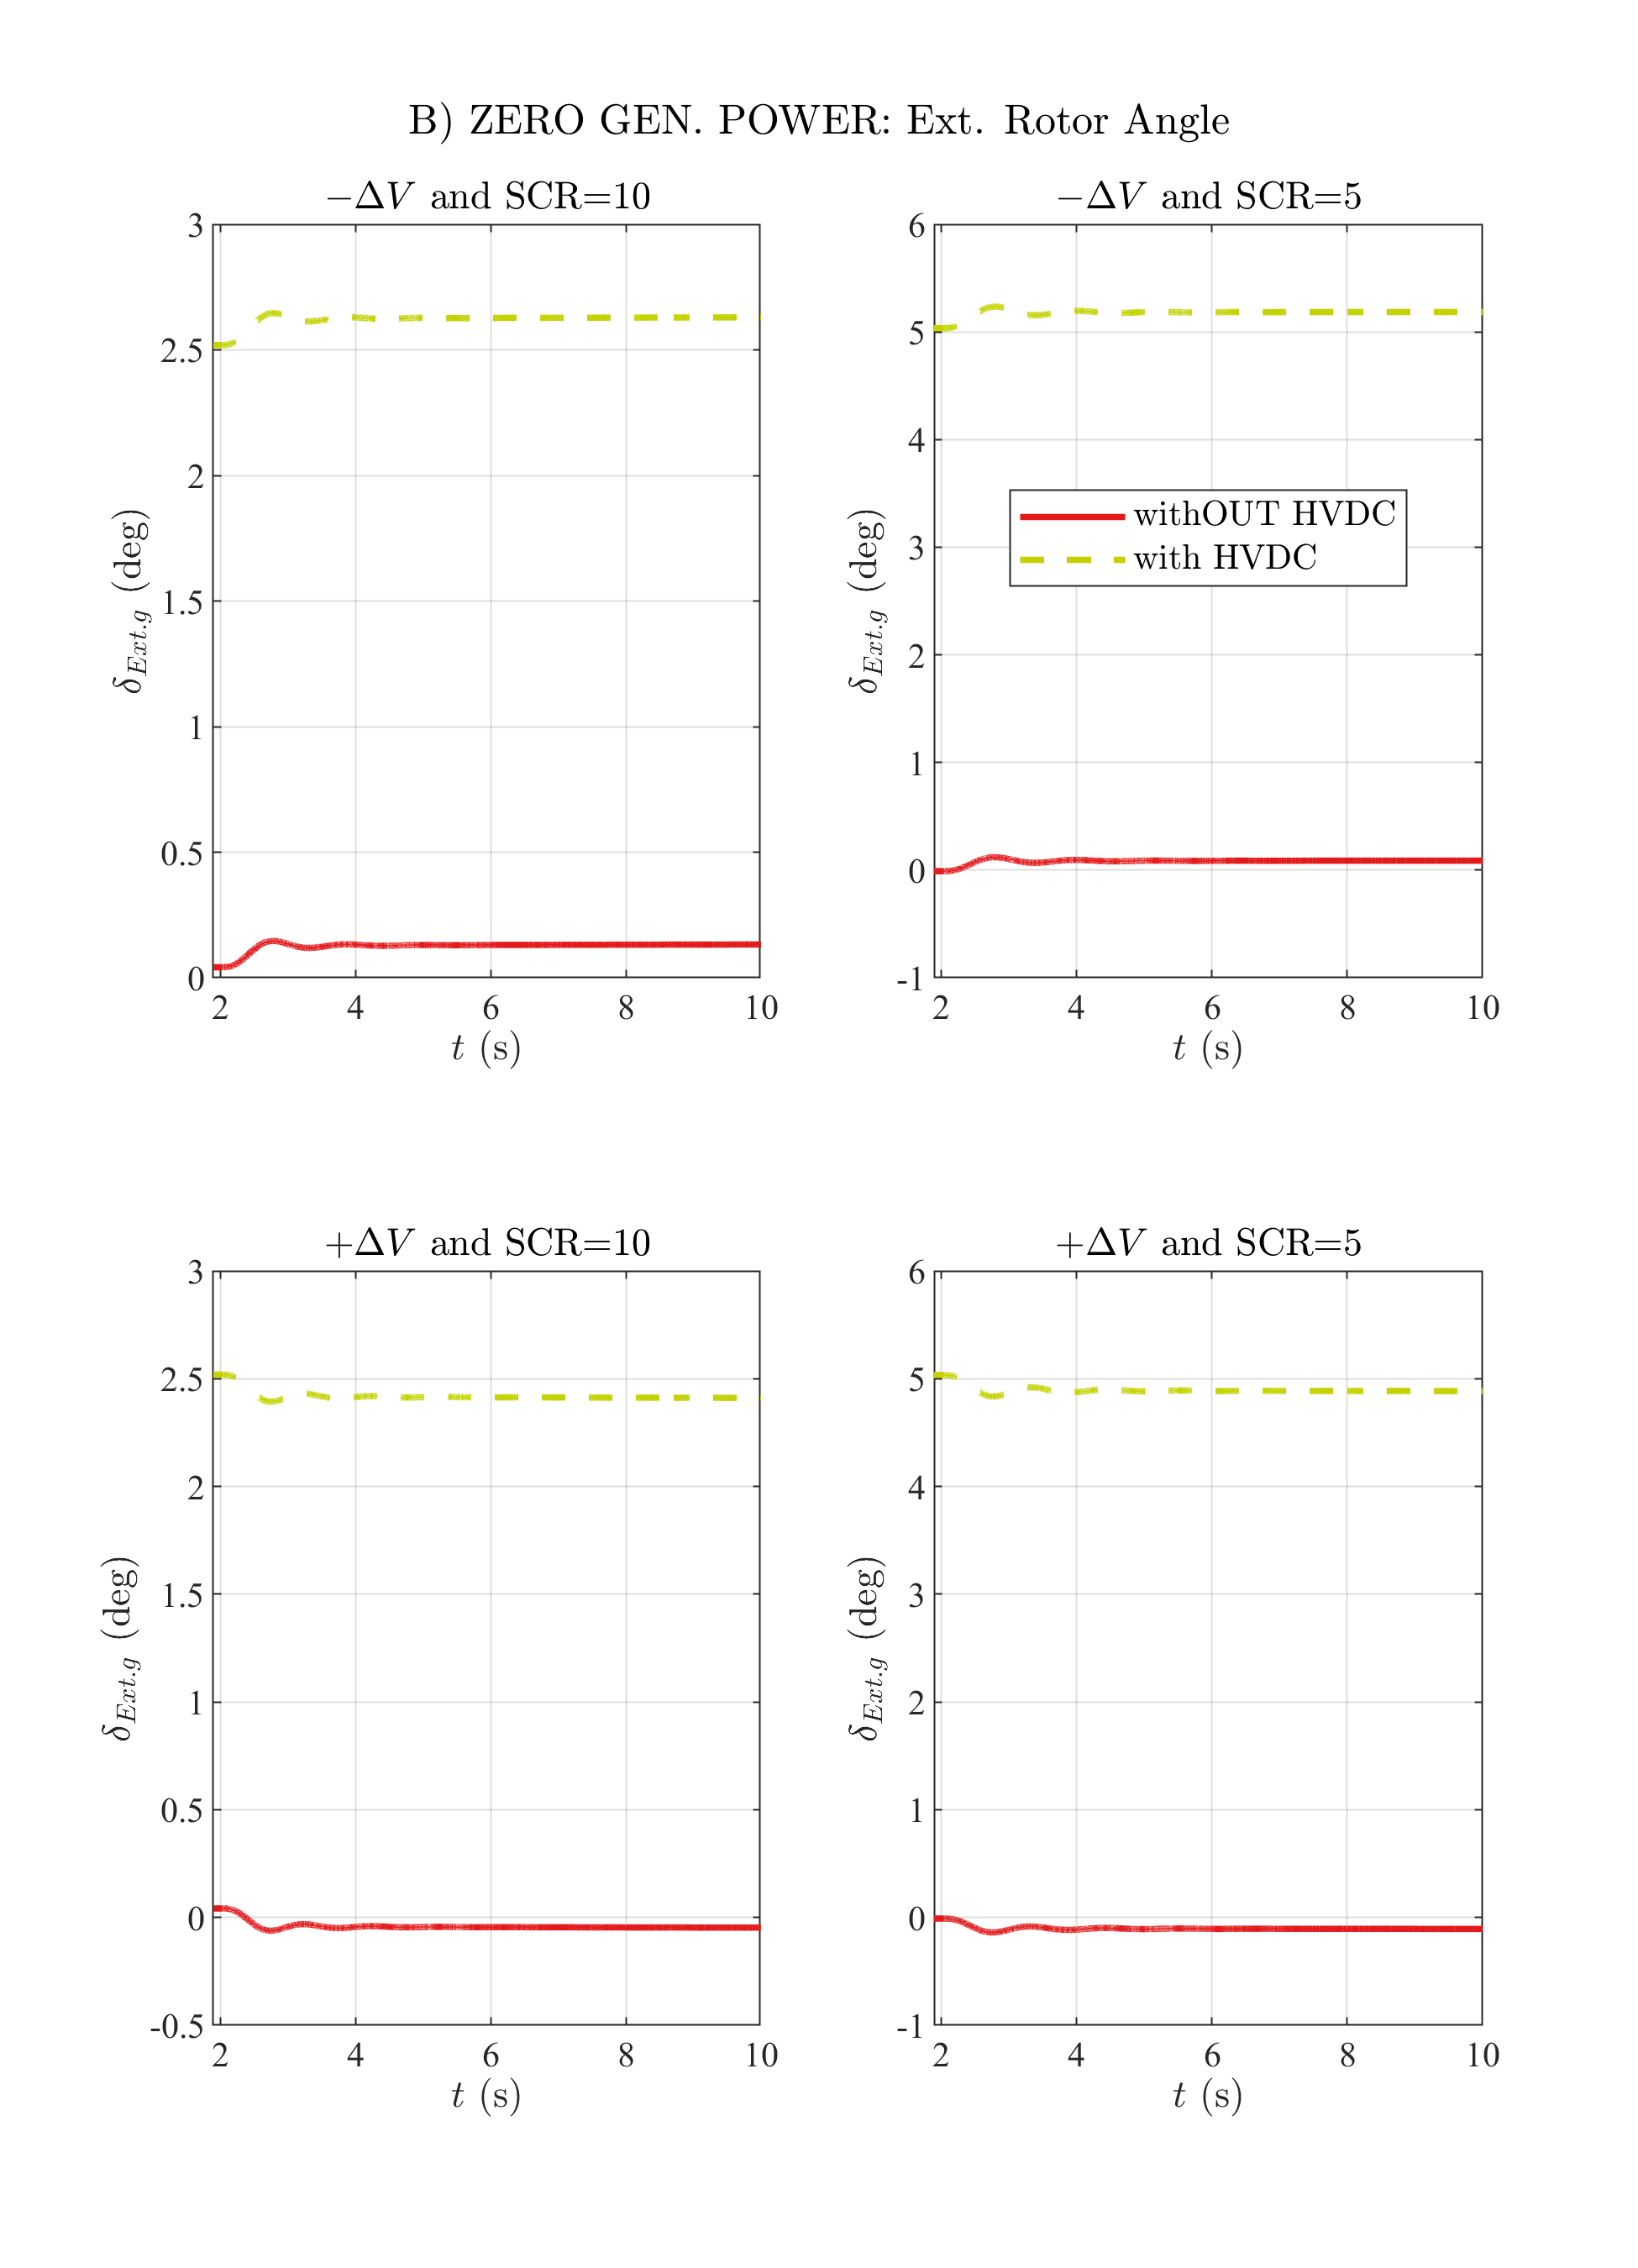 B) ZERO GEN. POWER: Ext. Rotor Angle
−ΔV and SCR=10
3
2.5
2
1.5
1
0.5
0
2 4 6 8 10
t (s)
δExt.g (deg)
−ΔV and SCR=5
6
5
4
3
2
1
0
-1
2 4 6 8 10
t (s)
δExt.g (deg)
withOUT HVDC
with HVDC
+ΔV and SCR=10
3
2.5
2
1.5
1
0.5
0
-0.5
2 4 6 8 10
t (s)
δExt.g (deg)
+ΔV and SCR=5
6
5
4
3
2
1
0
-1
2 4 6 8 10
t (s)
δExt.g (deg)